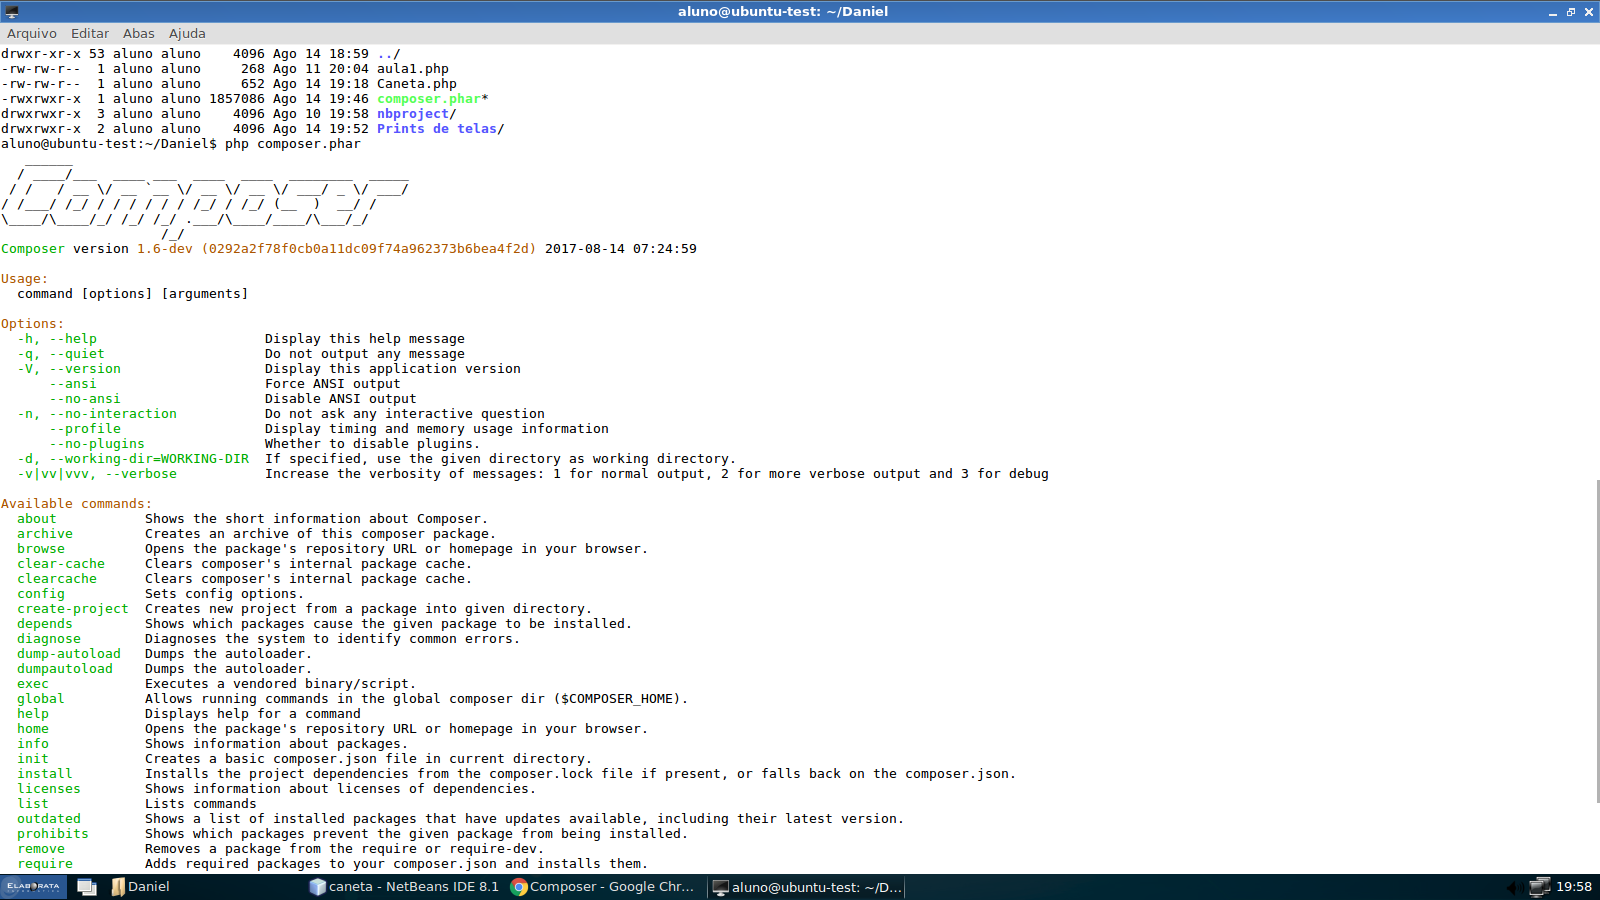 aluno@ubuntu-test: ~/Daniel
Arquivo Editar Abas Ajuda
drwxr-xr-x 53 aluno aluno    4096 Ago 14 18:59 ../
-rw-rw-r--  1 aluno aluno     268 Ago 11 20:04 aula1.php
-rw-rw-r--  1 aluno aluno     652 Ago 14 19:18 Caneta.php
-rwxrwxr-x  1 aluno aluno 1857086 Ago 14 19:46 composer.phar*
drwxrwxr-x  3 aluno aluno    4096 Ago 10 19:58 nbproject/
drwxrwxr-x  2 aluno aluno    4096 Ago 14 19:52 Prints de telas/
aluno@ubuntu-test:~/Daniel$ php composer.phar
Composer
Composer version 1.6-dev (0292a2f78f0cb0a11dc09f74a962373b6bea4f2d) 2017-08-14 07:24:59
Usage:
  command [options] [arguments]
Options:
  -h, --help                     Display this help message
  -q, --quiet                    Do not output any message
  -V, --version                  Display this application version
      --ansi                     Force ANSI output
      --no-ansi                  Disable ANSI output
  -n, --no-interaction           Do not ask any interactive question
      --profile                  Display timing and memory usage information
      --no-plugins               Whether to disable plugins.
  -d, --working-dir=WORKING-DIR  If specified, use the given directory as working directory.
  -v|vv|vvv, --verbose           Increase the verbosity of messages: 1 for normal output, 2 for more verbose output and 3 for debug
Available commands:
  about           Shows the short information about Composer.
  archive         Creates an archive of this composer package.
  browse          Opens the package's repository URL or homepage in your browser.
  clear-cache     Clears composer's internal package cache.
  clearcache      Clears composer's internal package cache.
  config          Sets config options.
  create-project  Creates new project from a package into given directory.
  depends         Shows which packages cause the given package to be installed.
  diagnose        Diagnoses the system to identify common errors.
  dump-autoload   Dumps the autoloader.
  dumpautoload    Dumps the autoloader.
  exec            Executes a vendored binary/script.
  global          Allows running commands in the global composer dir ($COMPOSER_HOME).
  help            Displays help for a command
  home            Opens the package's repository URL or homepage in your browser.
  info            Shows information about packages.
  init            Creates a basic composer.json file in current directory.
  install         Installs the project dependencies from the composer.lock file if present, or falls back on the composer.json.
  licenses        Shows information about licenses of dependencies.
  list            Lists commands
  outdated        Shows a list of installed packages that have updates available, including their latest version.
  prohibits       Shows which packages prevent the given package from being installed.
  remove          Removes a package from the require or require-dev.
  require         Adds required packages to your composer.json and installs them.
ELABORATA Daniel caneta - NetBeans IDE 8.1 Composer - Google Chr... aluno@ubuntu-test: ~/D... 19:58